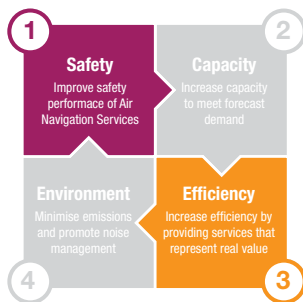 1
Safety
Improve safety
performace of Air
Navigation Services
2
Capacity
Increase capacity
to meet forecast
demand
Environment
Minimise emissions
and promote noise
management
4
Efficiency
Increase efficiency by
providing services that
represent real value
3